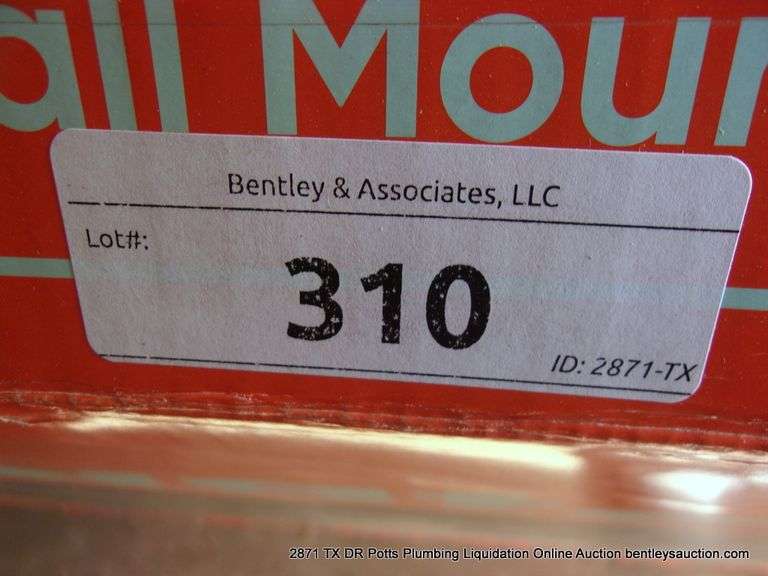 all Mour
Bentley & Associates, LLC
Lot#:
310
ID: 2871-TX
2871 TX DR Potts Plumbing Liquidation Online Auction bentleysauction.com